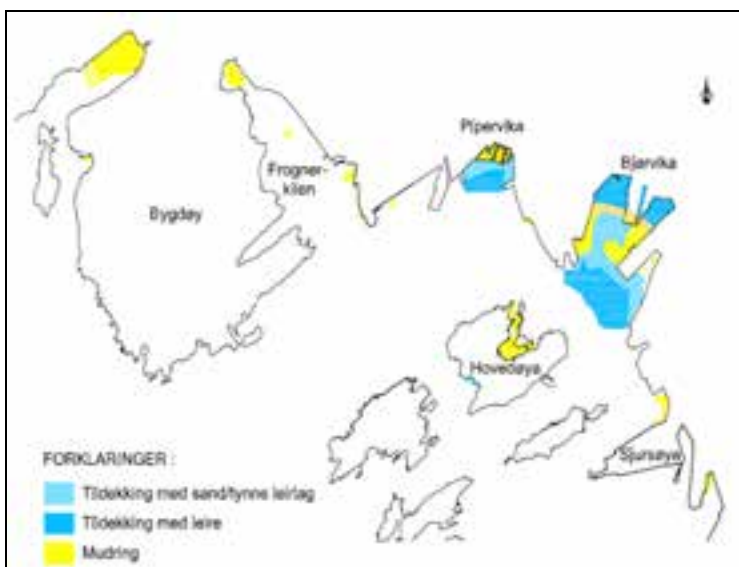 Pipervika
Bjørvika
Frogner-
kilen
Bygdøy
Hovedøya
Sjursøya
FORKLARINGER :
Tildekking med sand/tynne leirlag
Tildekking med leire
Mudring